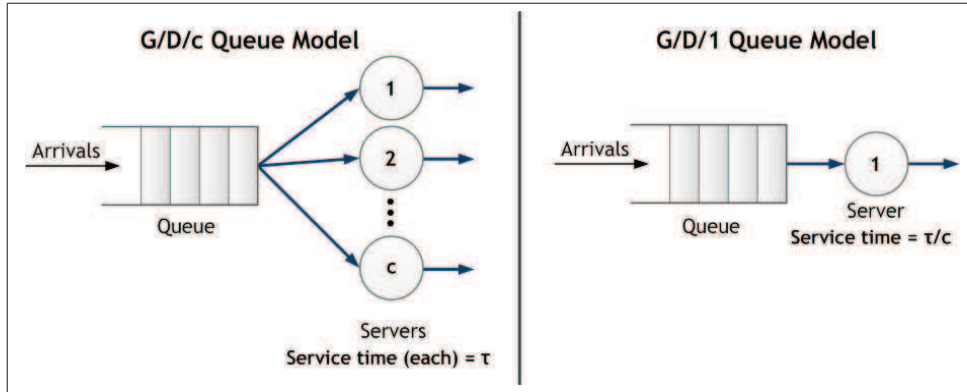 G/D/c Queue Model
1
Arrivals
2
Queue
c
Servers
Service time (each) = τ
G/D/1 Queue Model
Arrivals
1
Queue
Server
Service time = τ/c